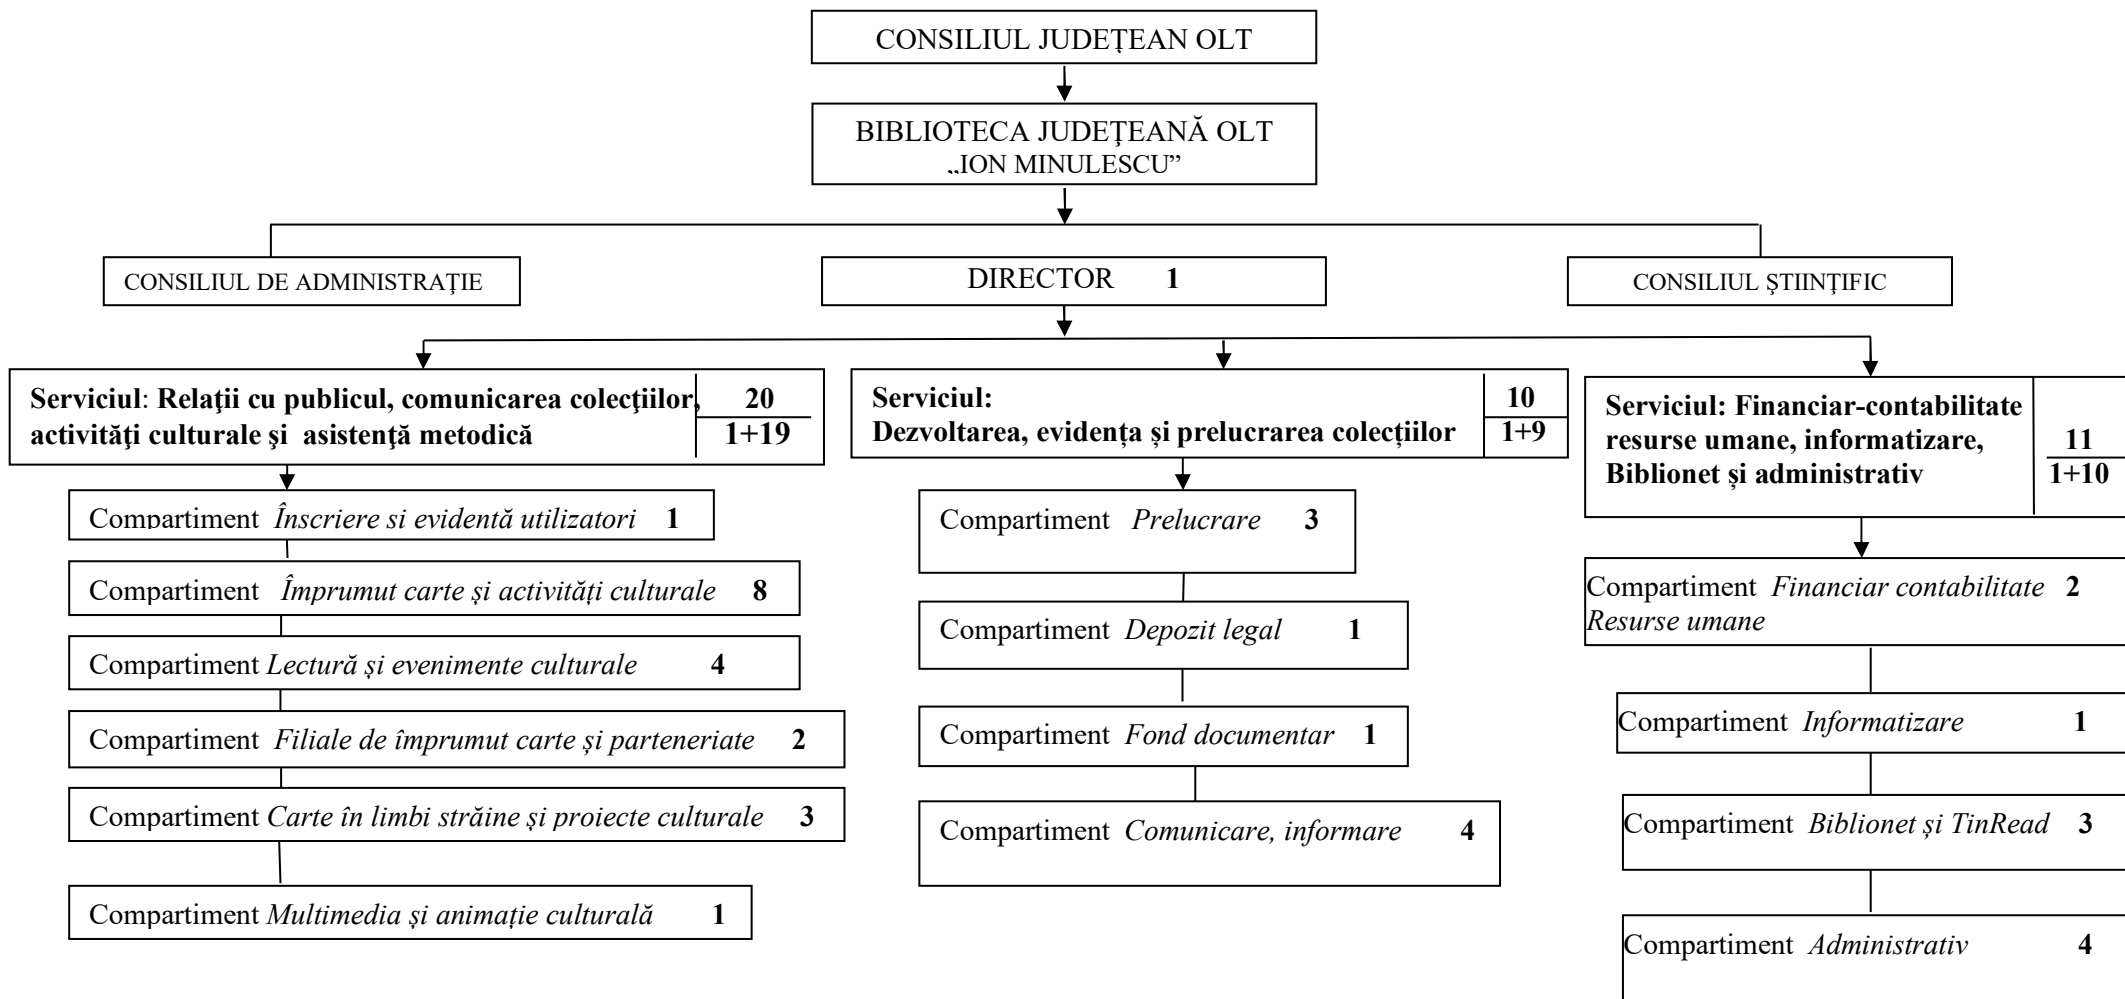 CONSILIUL JUDEȚEAN OLT
BIBLIOTECA JUDEŢEANĂ OLT
„ION MINULESCU”
CONSILIUL DE ADMINISTRAŢIE
DIRECTOR 1
CONSILIUL ŞTIINŢIFIC
Serviciul: Relaţii cu publicul, comunicarea colecţiilor,
activităţi culturale şi asistenţă metodică
20
1+19
Serviciul:
Dezvoltarea, evidența și prelucrarea colecțiilor
10
1+9
Serviciul: Financiar-contabilitate
resurse umane, informatizare,
Biblionet și administrativ
11
1+10
Compartiment Înscriere si evidentă utilizatori 1
Compartiment Împrumut carte și activități culturale 8
Compartiment Lectură și evenimente culturale 4
Compartiment Filiale de împrumut carte și parteneriate 2
Compartiment Carte în limbi străine și proiecte culturale 3
Compartiment Multimedia și animație culturală 1
Compartiment Prelucrare 3
Compartiment Depozit legal 1
Compartiment Fond documentar 1
Compartiment Comunicare, informare 4
Compartiment Financiar contabilitate 2
Resurse umane
Compartiment Informatizare 1
Compartiment Biblionet și TinRead 3
Compartiment Administrativ 4